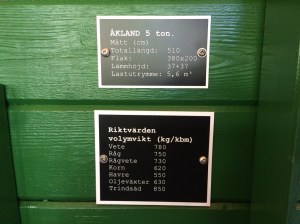 ÅKLAND 5 ton.
Mått (cm)
Totallängd: 510
Flak: 380x200
Lämhöjd: 37+37
Lastutrymme: 5,6 m³
Riktvärden
volymvikt (kg/kbm)
Vete 780
Råg 750
Rågvete 730
Korn 620
Havre 550
Oljeväxter 630
Trindsäd 850